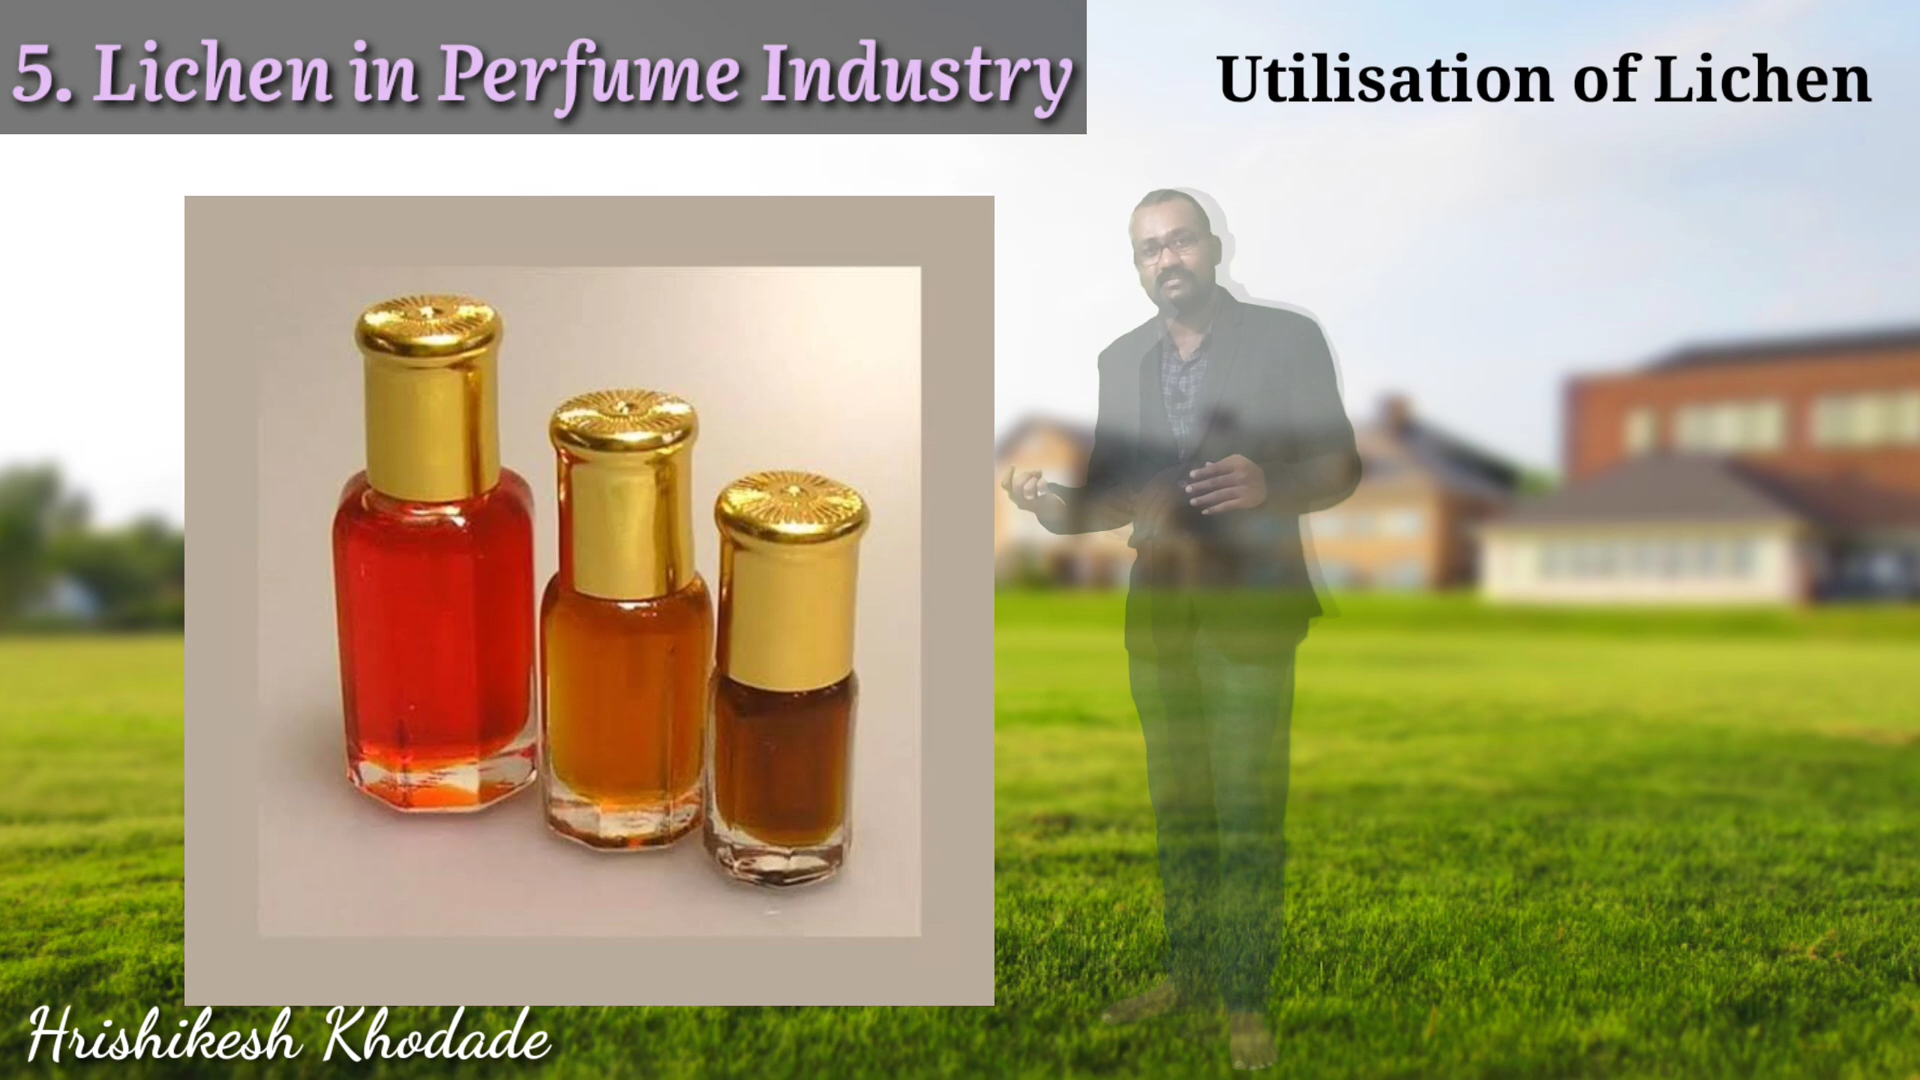 5. Lichen in Perfume Industry
Utilisation of Lichen
Hrishikesh Khodade